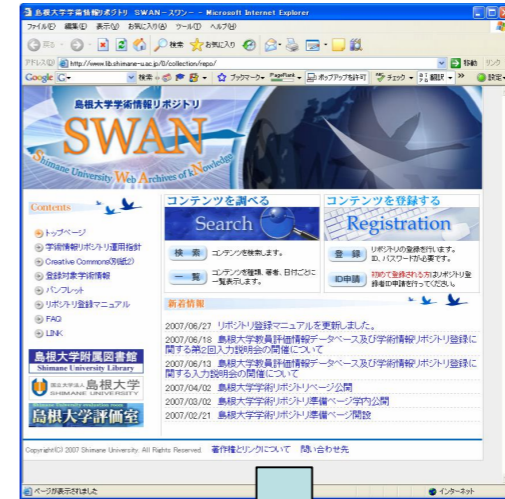 島根大学学術情報リポジトリ SWAN-スワン- - Microsoft Internet Explorer
ファイル(F) 編集(E) 表示(V) お気に入り(A) ツール(T) ヘルプ(H)
戻る 検索 お気に入り
アドレス(D) http://www.lib.shimane-u.ac.jp/0/collection/repo/ 移動 リンク
Google G 検索 ブックマーク PageRank ポップアップを許可 チェック 翻訳 設定
島根大学学術情報
リポジトリ
SWAN
Shimane University Web Archives of kNowledge
Contents
トップページ
学術情報リポジトリ運用指針
Creative Commons(別紙2)
登録対象学術情報
パンフレット
リポジトリ登録マニュアル
FAQ
LINK
島根大学附属図書館
Shimane University Library
国立大学法人 島根大学
SHIMANE UNIVERSITY
島根大学評価室
コンテンツを調べる
Search
検 索 コンテンツを検索します。
一 覧 コンテンツを種類、著者、日付ごとに
一覧表示します。
コンテンツを登録する
Registration
登 録 リポジトリの登録を行います。
ID、パスワードが必要です。
ID申請 初めて登録される方はリポジトリ登
録者ID申請を行ってください。
新着情報
2007/06/27 リポジトリ登録マニュアルを更新しました。
2007/06/18 島根大学教員評価情報データベース及び学術情報リポジトリ登録に
関する第2回入力説明会の開催について
2007/06/13 島根大学教員評価情報データベース及び学術情報リポジトリ登録に
関する入力説明会の開催について
2007/04/02 島根大学学術リポジトリページ公開
2007/03/02 島根大学学術リポジトリ準備ページ学内公開
2007/02/21 島根大学学術リポジトリ準備ページ開設
Copyright(C) 2007 Shimane University. All Rights Reserved 著作権とリンクについて 問い合わせ先
ページが表示されました インターネット